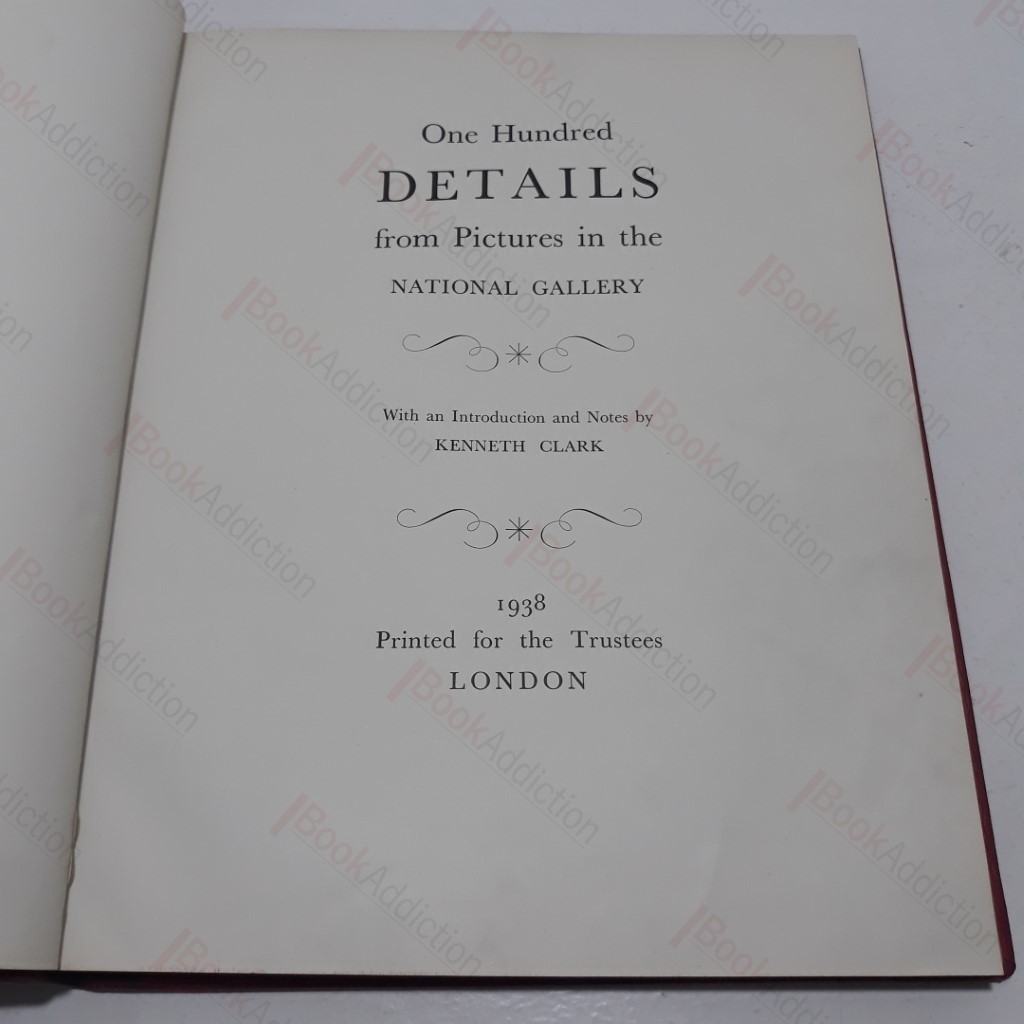 One Hundred
DETAILS
from Pictures in the
NATIONAL GALLERY
With an Introduction and Notes by
KENNETH CLARK
1938
Printed for the Trustees
LONDON
BookAddiction